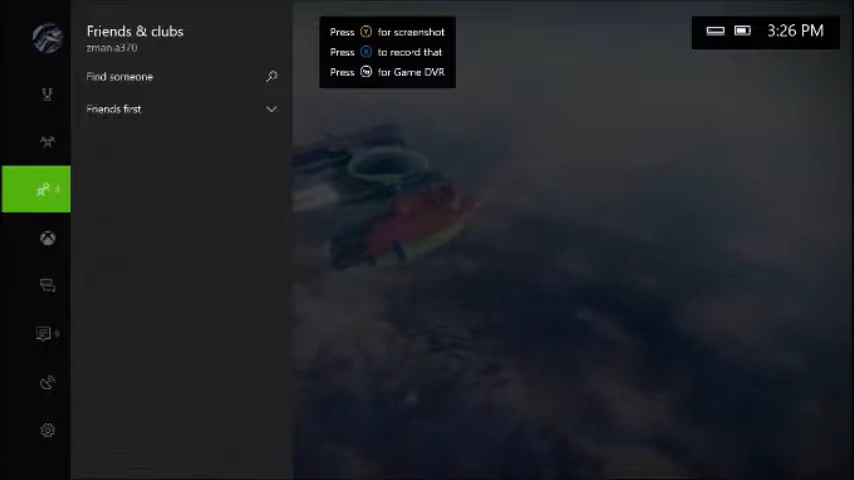 Friends & clubs
zman a370
Find someone
Friends first
Press Y for screenshot
Press X to record that
Press for Game DVR
3:26 PM